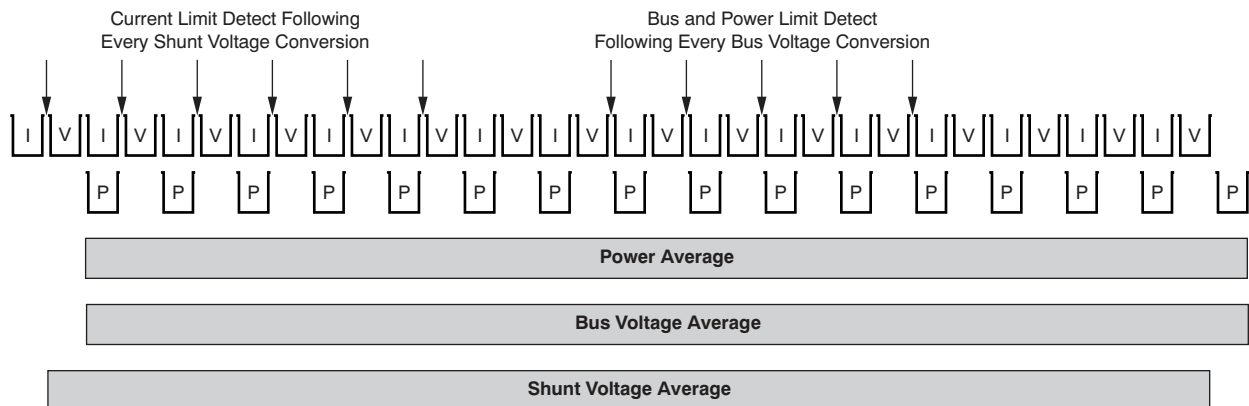 Current Limit Detect Following
Every Shunt Voltage Conversion
Bus and Power Limit Detect
Following Every Bus Voltage Conversion
I V I V I V I V I V I V I V I V I V I V I V I V I V I V I V I V
P P P P P P P P P P P P P P P P
Power Average
Bus Voltage Average
Shunt Voltage Average